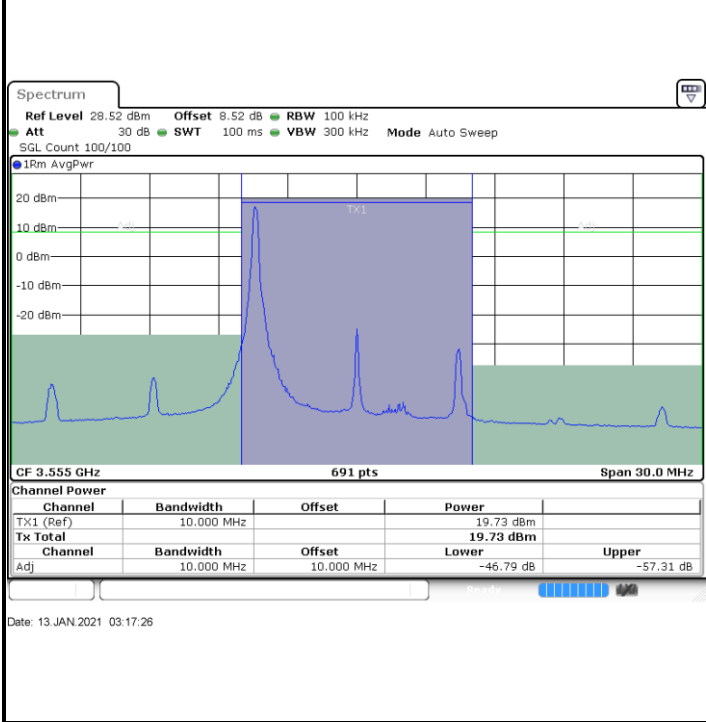 Spectrum
Ref Level 28.52 dBm Offset 8.52 dB RBW 100 kHz
Att 30 dB SWT 100 ms VBW 300 kHz Mode Auto Sweep
SGL Count 100/100
1Rm AvgPwr
20 dBm
TX1
10 dBm Adj Adj
0 dBm
-10 dBm
-20 dBm
CF 3.555 GHz 691 pts Span 30.0 MHz
Channel Power
Channel Bandwidth Offset Power
TX1 (Ref) 10.000 MHz 19.73 dBm
Tx Total 19.73 dBm
Channel Bandwidth Offset Lower Upper
Adj 10.000 MHz 10.000 MHz -46.79 dB -57.31 dB
Ready
Date: 13.JAN.2021 03:17:26